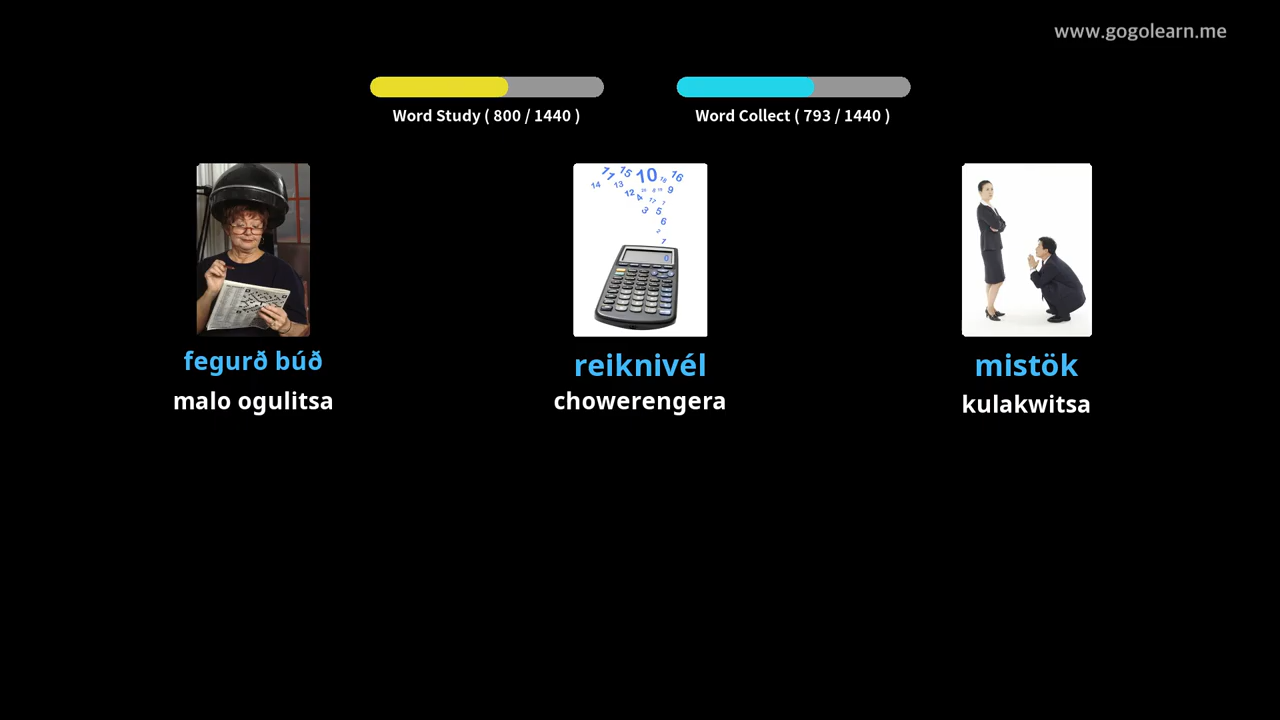 www.gogolearn.me
Word Study ( 800 / 1440 )
Word Collect ( 793 / 1440 )
fegurð búð
reiknivél
mistök
malo ogulitsa
chowerengera
kulakwitsa